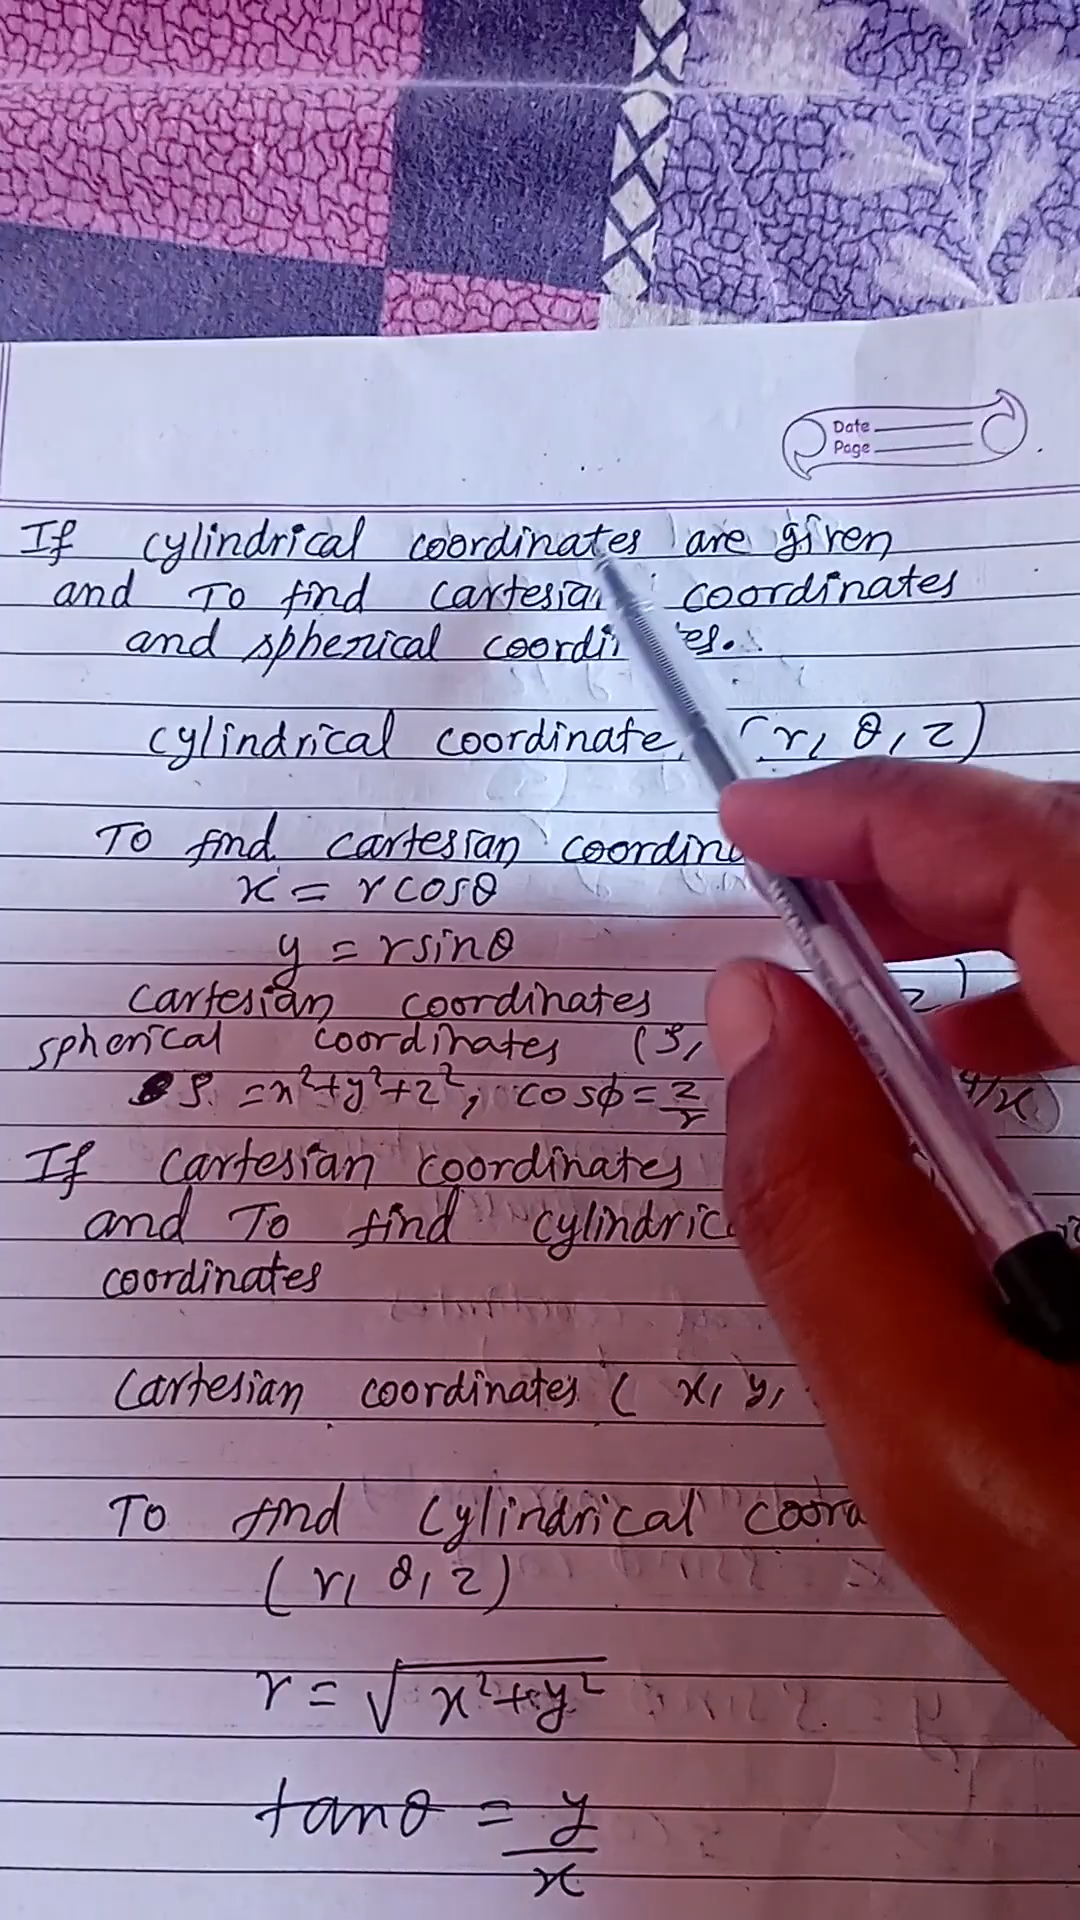 Date
Page
If cylindrical coordinates are given
and To find cartesian coordinates
and spherical coordi es.
cylindrical coordinate (r, θ, z)
To find cartesian coordin
x = r cosθ
y = r sinθ
Cartesian coordinates z)
spherical coordinates (ρ,
ρ = x²+y²+z², cosφ = z/r y/x)
If Cartesian coordinates
and To find cylindric
coordinates
Cartesian coordinates ( x, y,
To find Cylindrical coord
(r, θ, z)
r = √x²+y²
tanθ = y/x